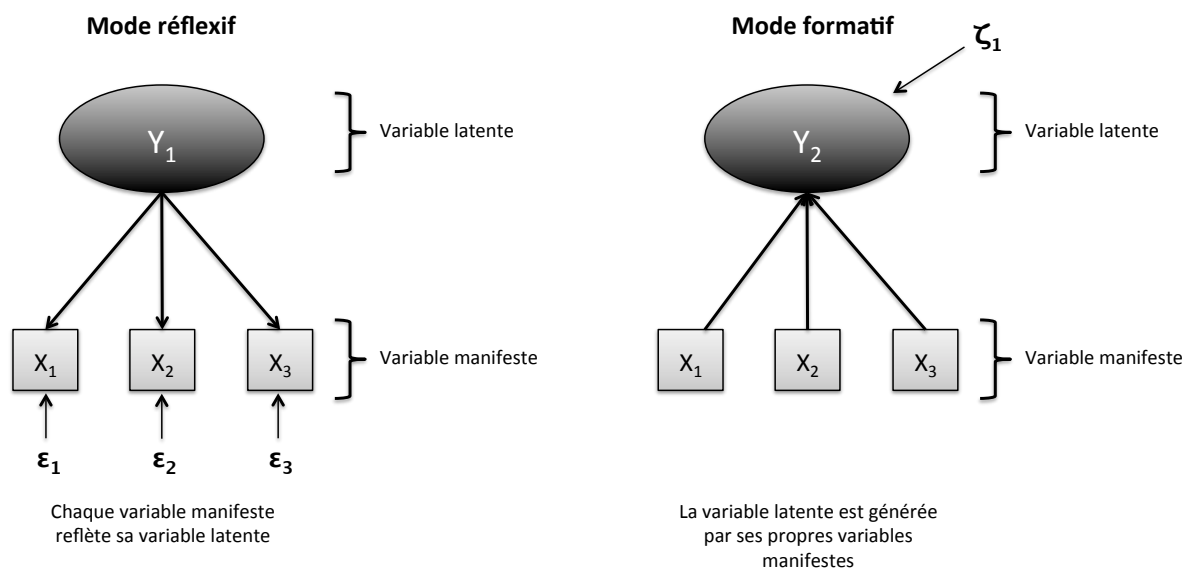 Mode réflexif
Y1
Variable latente
X1 X2 X3
Variable manifeste
ε1 ε2 ε3
Chaque variable manifeste
reflète sa variable latente
Mode formatif
ζ1
Y2
Variable latente
X1 X2 X3
Variable manifeste
La variable latente est générée
par ses propres variables
manifestes